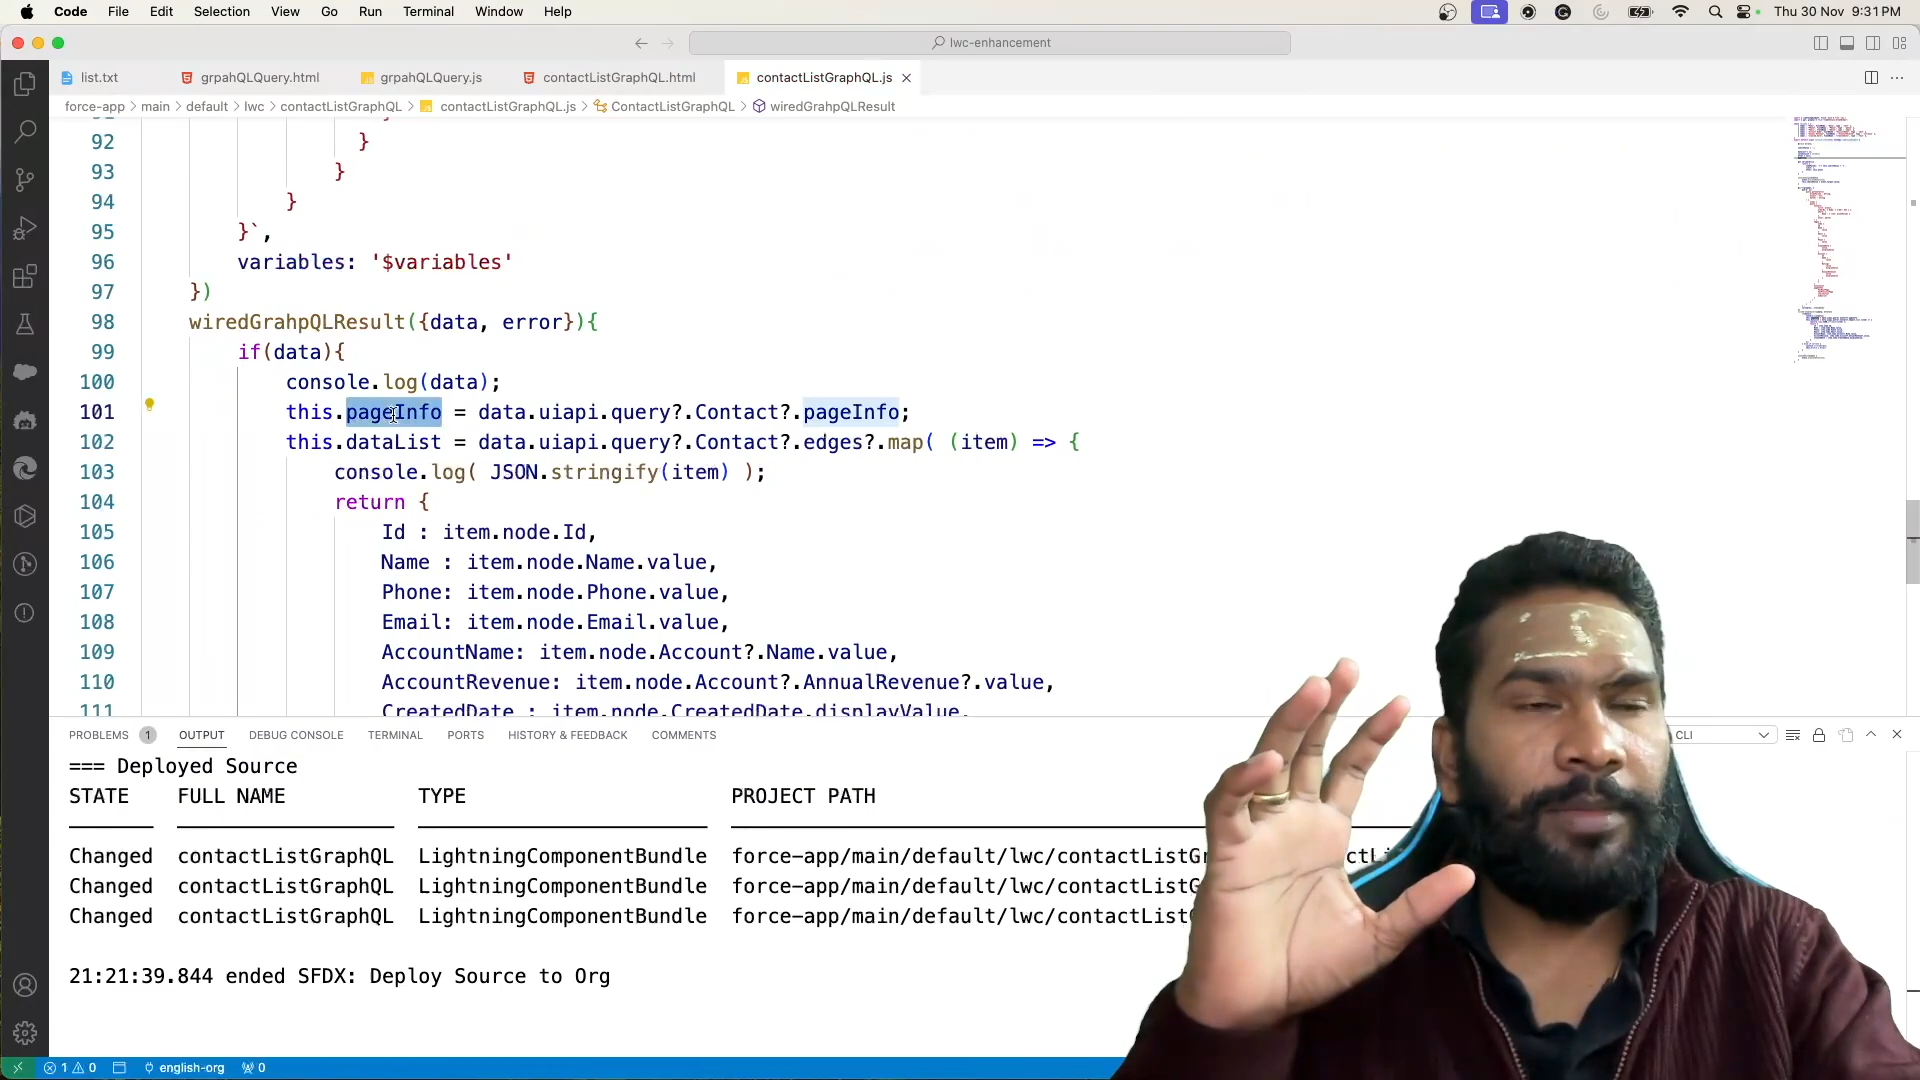 Code File Edit Selection View Go Run Terminal Window Help Thu 30 Nov 9:31 PM
lwc-enhancement
list.txt grpahQLQuery.html grpahQLQuery.js contactListGraphQL.html contactListGraphQL.js
force-app > main > default > lwc > contactListGraphQL > contactListGraphQL.js > ContactListGraphQL > wiredGrahpQLResult
92 }
93 }
94 }
95 }`,
96 variables: '$variables'
97 })
98 wiredGrahpQLResult({data, error}){
99 if(data){
100 console.log(data);
101 this.pageInfo = data.uiapi.query?.Contact?.pageInfo;
102 this.dataList = data.uiapi.query?.Contact?.edges?.map( (item) => {
103 console.log( JSON.stringify(item) );
104 return {
105 Id : item.node.Id,
106 Name : item.node.Name.value,
107 Phone: item.node.Phone.value,
108 Email: item.node.Email.value,
109 AccountName: item.node.Account?.Name.value,
110 AccountRevenue: item.node.Account?.AnnualRevenue?.value,
111 CreatedDate : item.node.CreatedDate.displayValue,
PROBLEMS 1 OUTPUT DEBUG CONSOLE TERMINAL PORTS HISTORY & FEEDBACK COMMENTS CLI
=== Deployed Source
STATE FULL NAME TYPE PROJECT PATH
Changed contactListGraphQL LightningComponentBundle force-app/main/default/lwc/contactListGr
Changed contactListGraphQL LightningComponentBundle force-app/main/default/lwc/contactListG
Changed contactListGraphQL LightningComponentBundle force-app/main/default/lwc/contactList
21:21:39.844 ended SFDX: Deploy Source to Org
1 0 english-org 0